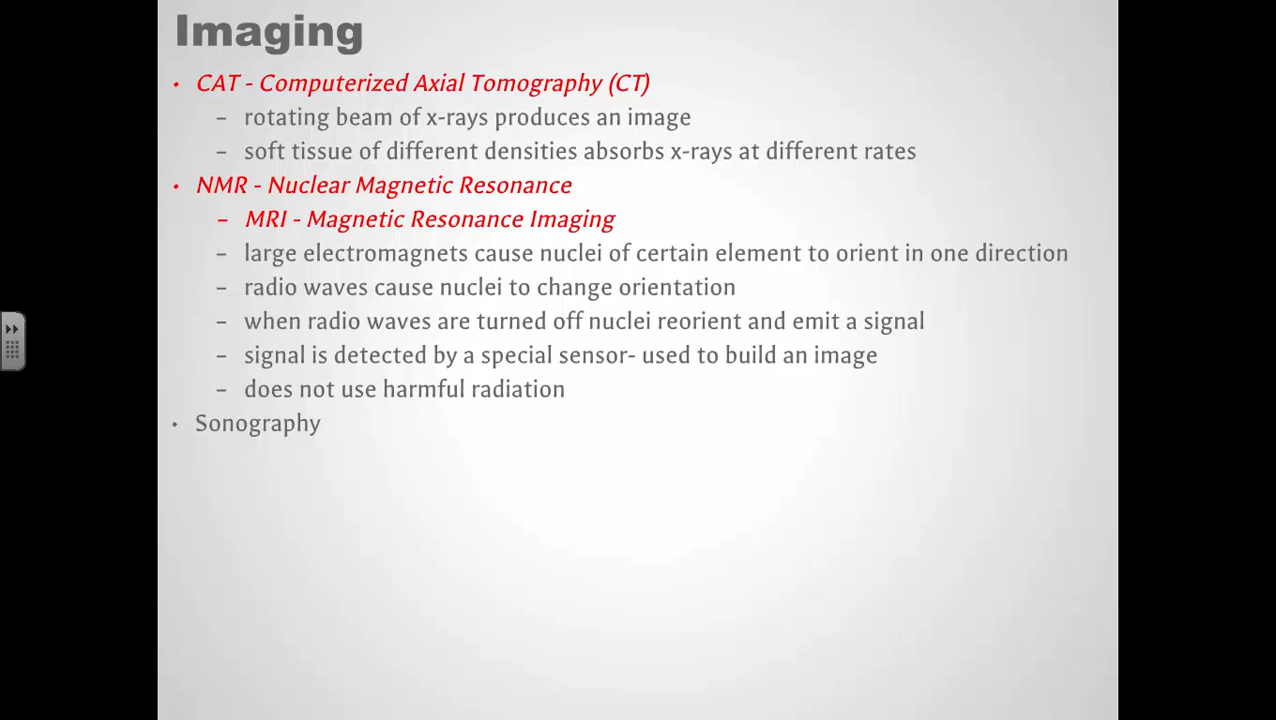 Imaging
• CAT - Computerized Axial Tomography (CT)
– rotating beam of x-rays produces an image
– soft tissue of different densities absorbs x-rays at different rates
• NMR - Nuclear Magnetic Resonance
– MRI - Magnetic Resonance Imaging
– large electromagnets cause nuclei of certain element to orient in one direction
– radio waves cause nuclei to change orientation
– when radio waves are turned off nuclei reorient and emit a signal
– signal is detected by a special sensor- used to build an image
– does not use harmful radiation
• Sonography